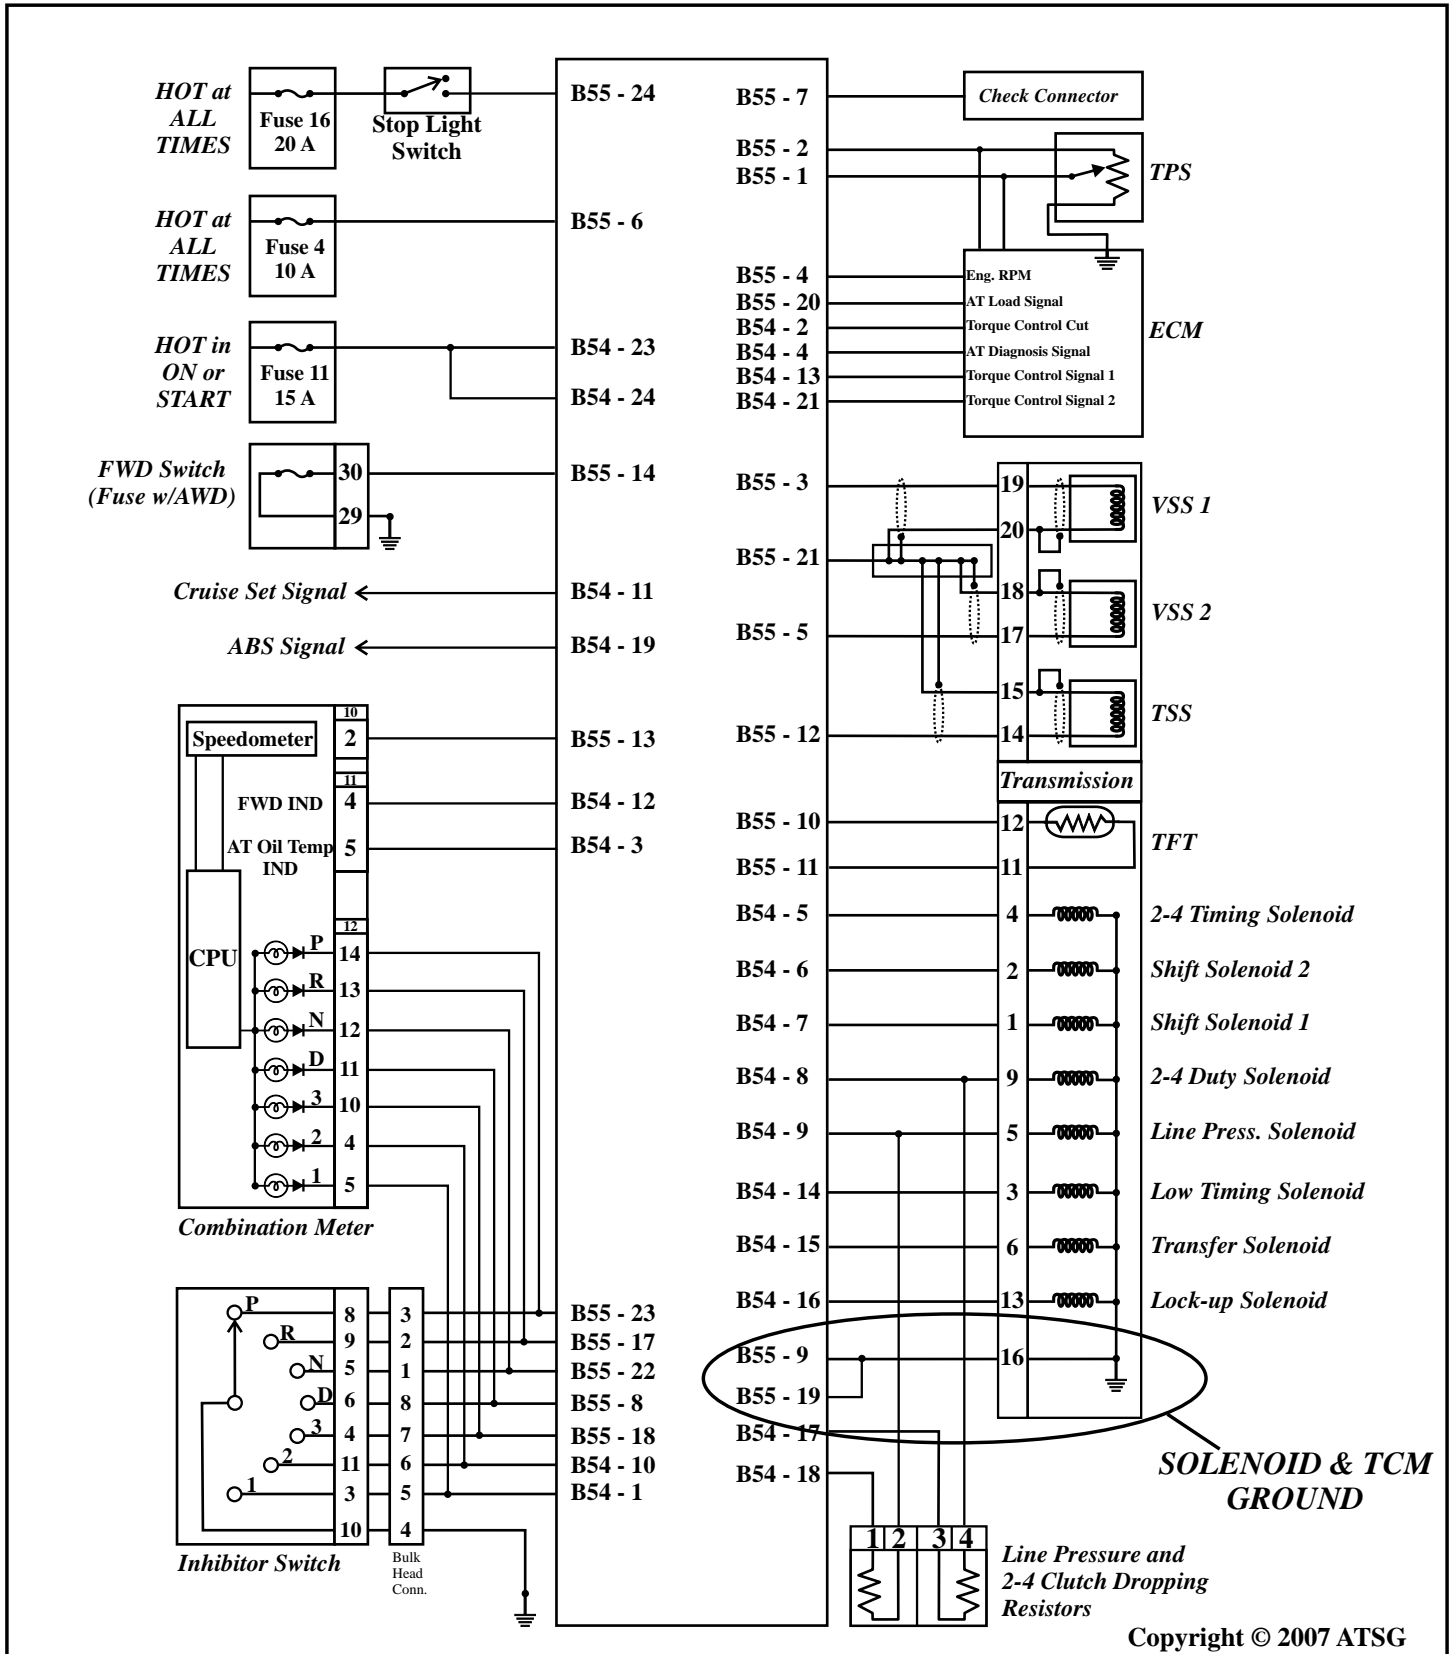 HOT at
ALL
TIMES
Fuse 16
20 A
Stop Light
Switch
B55 - 24
HOT at
ALL
TIMES
Fuse 4
10 A
B55 - 6
HOT in
ON or
START
Fuse 11
15 A
B54 - 23
B54 - 24
FWD Switch
(Fuse w/AWD)
30
29
B55 - 14
Cruise Set Signal
B54 - 11
ABS Signal
B54 - 19
10
Speedometer
2
B55 - 13
11
FWD IND
4
B54 - 12
AT Oil Temp
IND
5
B54 - 3
12
CPU
P
14
R
13
N
12
D
11
3
10
2
4
1
5
Combination Meter
P
8
3
B55 - 23
R
9
2
B55 - 17
N
5
1
B55 - 22
D
6
8
B55 - 8
3
4
7
B55 - 18
2
11
6
B54 - 10
1
3
5
B54 - 1
10
4
Inhibitor Switch
Bulk
Head
Conn.
B55 - 7
Check Connector
B55 - 2
B55 - 1
TPS
B55 - 4
Eng. RPM
B55 - 20
AT Load Signal
B54 - 2
Torque Control Cut
B54 - 4
AT Diagnosis Signal
B54 - 13
Torque Control Signal 1
B54 - 21
Torque Control Signal 2
ECM
B55 - 3
19
20
VSS 1
B55 - 21
18
B55 - 5
17
VSS 2
15
B55 - 12
14
TSS
Transmission
B55 - 10
12
B55 - 11
11
TFT
B54 - 5
4
2-4 Timing Solenoid
B54 - 6
2
Shift Solenoid 2
B54 - 7
1
Shift Solenoid 1
B54 - 8
9
2-4 Duty Solenoid
B54 - 9
5
Line Press. Solenoid
B54 - 14
3
Low Timing Solenoid
B54 - 15
6
Transfer Solenoid
B54 - 16
13
Lock-up Solenoid
B55 - 9
16
B55 - 19
B54 - 17
B54 - 18
SOLENOID & TCM
GROUND
1 2 3 4
Line Pressure and
2-4 Clutch Dropping
Resistors
Copyright © 2007 ATSG